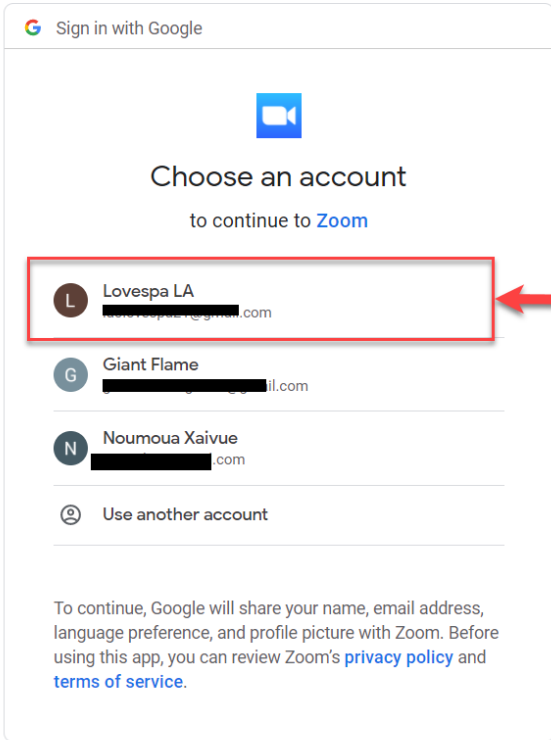 Sign in with Google
Choose an account
to continue to Zoom
L
Lovespa LA
.com
G
Giant Flame
il.com
N
Noumoua Xaivue
.com
Use another account
To continue, Google will share your name, email address,
language preference, and profile picture with Zoom. Before
using this app, you can review Zoom's privacy policy and
terms of service.